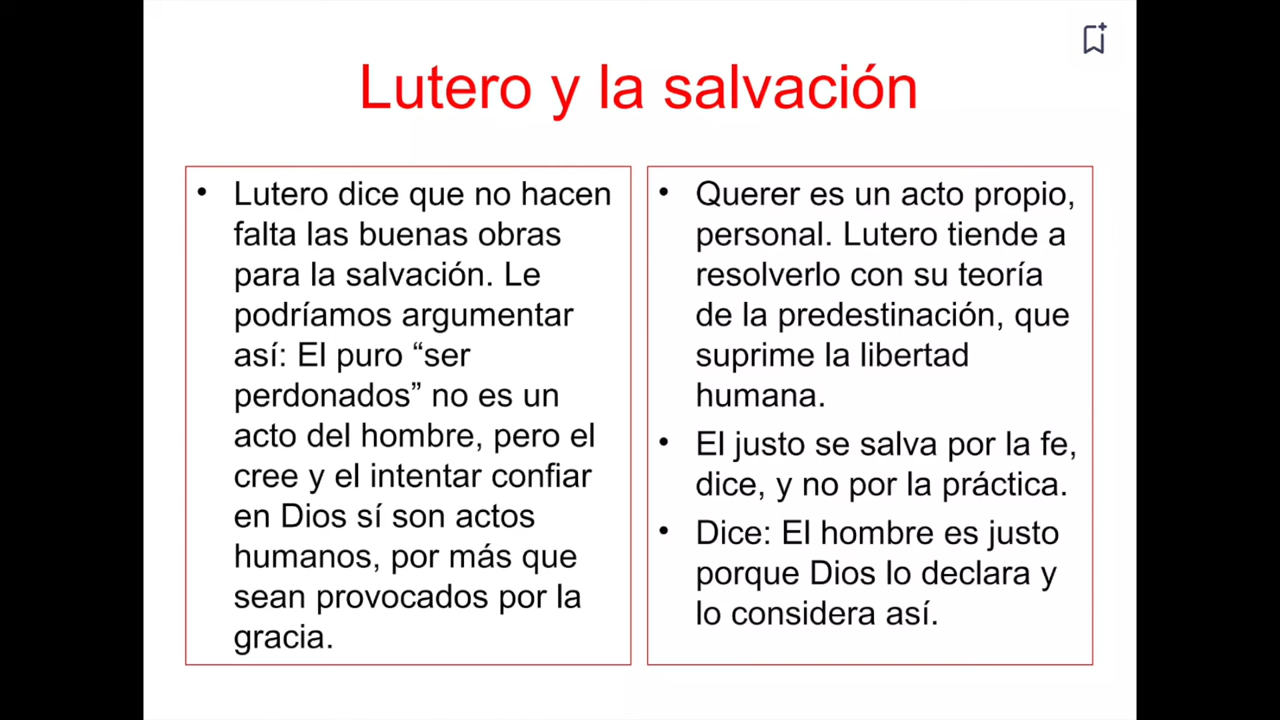 Lutero y la salvación
• Lutero dice que no hacen
falta las buenas obras
para la salvación. Le
podríamos argumentar
así: El puro “ser
perdonados” no es un
acto del hombre, pero el
cree y el intentar confiar
en Dios sí son actos
humanos, por más que
sean provocados por la
gracia.
• Querer es un acto propio,
personal. Lutero tiende a
resolverlo con su teoría
de la predestinación, que
suprime la libertad
humana.
• El justo se salva por la fe,
dice, y no por la práctica.
• Dice: El hombre es justo
porque Dios lo declara y
lo considera así.